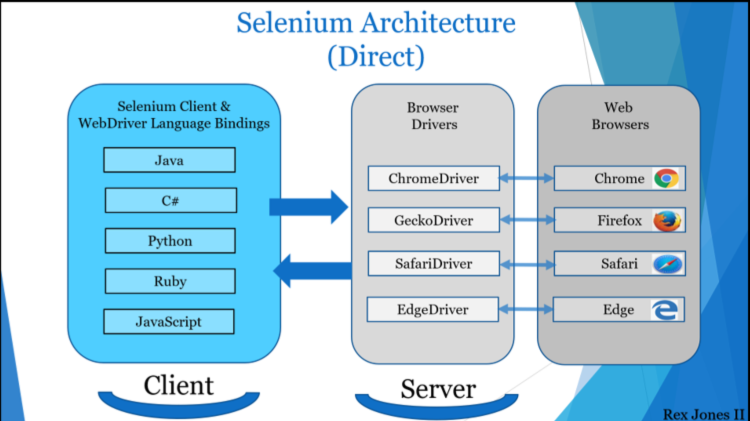 Selenium Architecture
(Direct)
Selenium Client &
WebDriver Language Bindings
Java
C#
Python
Ruby
JavaScript
Client
Browser
Drivers
ChromeDriver
GeckoDriver
SafariDriver
EdgeDriver
Server
Web
Browsers
Chrome
Firefox
Safari
Edge
Rex Jones II